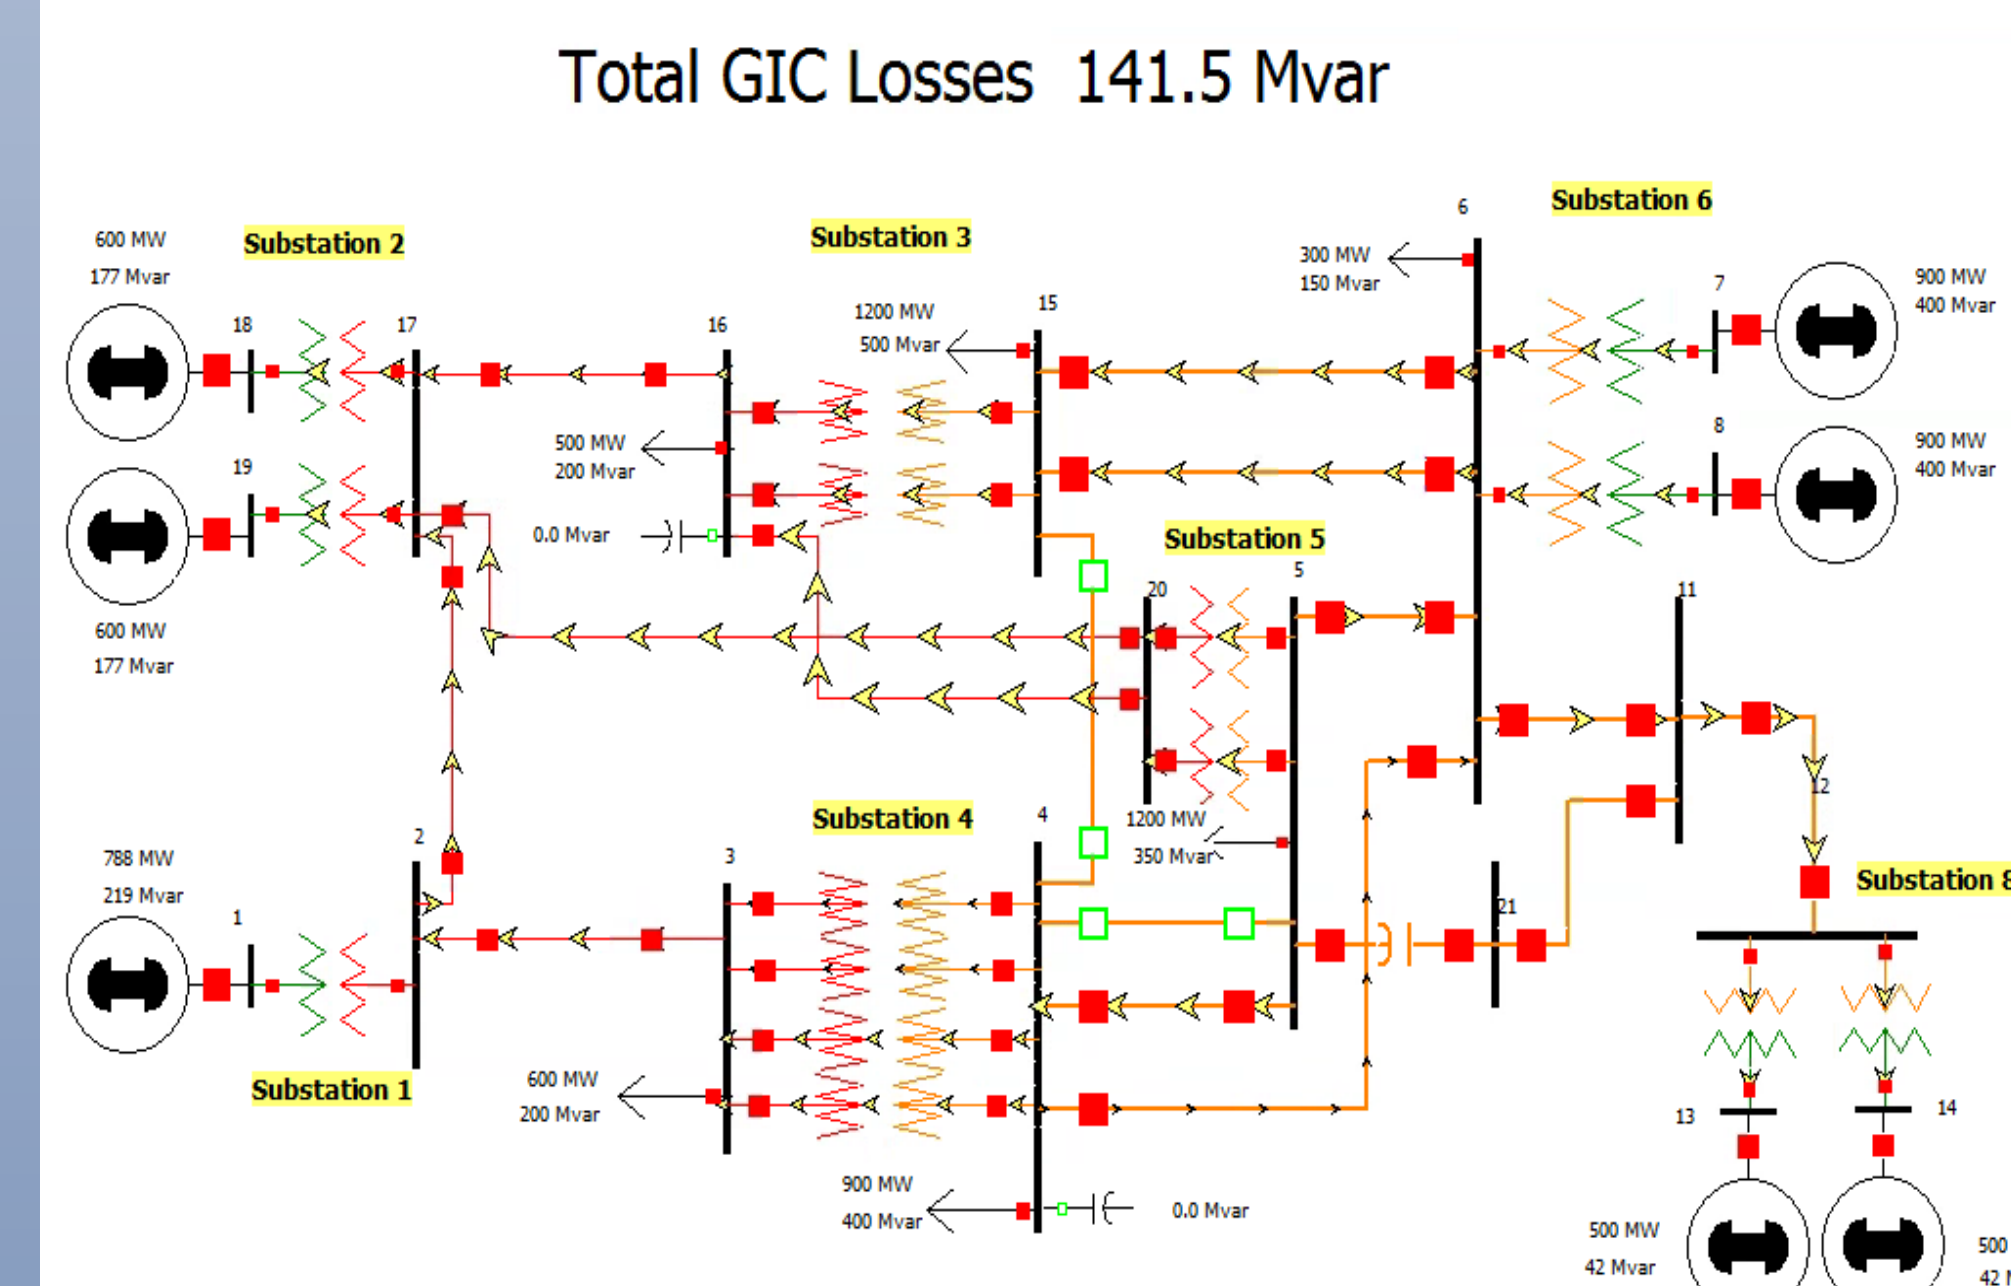 Total GIC Losses 141.5 Mvar
Substation 6
6
600 MW
177 Mvar
Substation 2
Substation 3
300 MW
150 Mvar
7
900 MW
400 Mvar
18
17
16
1200 MW
500 Mvar
15
19
500 MW
200 Mvar
8
900 MW
400 Mvar
0.0 Mvar
Substation 5
5
20
11
600 MW
177 Mvar
12
Substation 4
4
1200 MW
350 Mvar
2
3
788 MW
219 Mvar
1
Substation 8
21
Substation 1
600 MW
200 Mvar
13
14
900 MW
400 Mvar
0.0 Mvar
500 MW
42 Mvar
500
42